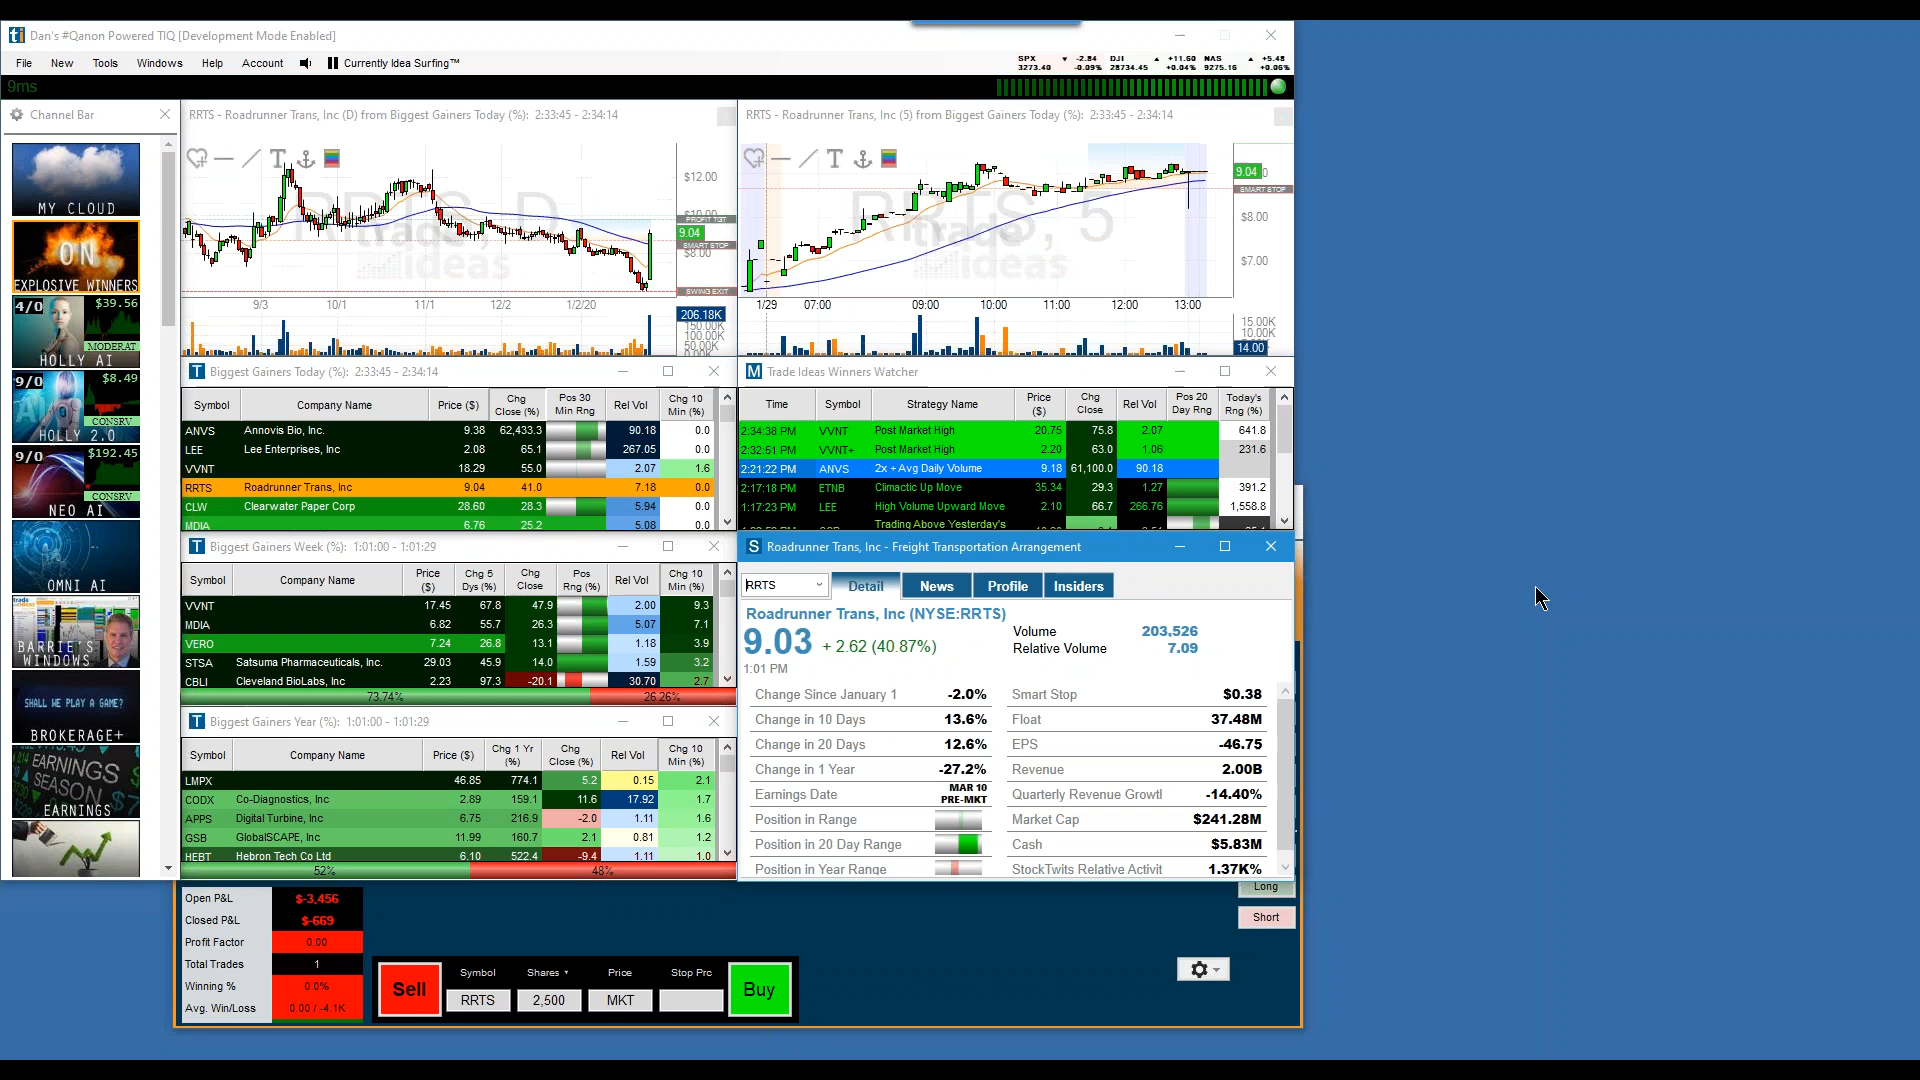 Dan's #Qanon Powered TIQ [Development Mode Enabled]
File New Tools Windows Help Account Currently Idea Surfing™
SPX -2.84 DJI +11.60 NAS +5.48
3273.40 -0.09% 28734.45 +0.04% 9275.16 +0.06%
9ms
Channel Bar
MY CLOUD
ON
EXPLOSIVE WINNERS
4/0 $39.56
MODERAT
HOLLY AI
9/0 $8.49
CONSRV
HOLLY 2.0
9/0 $192.45
CONSRV
NEO AI
OMNI AI
BARRIE'S
WINDOWS
SHALL WE PLAY A GAME?
BROKERAGE+
EARNINGS
SEASON
EARNINGS
RRTS - Roadrunner Trans, Inc (D) from Biggest Gainers Today (%): 2:33:45 - 2:34:14
RRTS, D
trade
ideas
$12.00
PROFIT TGT
9.04
SMART STOP
$8.00
SWING EXIT
9/3 10/1 11/1 12/2 1/2/20
206.18K
150.00K
100.00K
50.00K
RRTS - Roadrunner Trans, Inc (5) from Biggest Gainers Today (%): 2:33:45 - 2:34:14
RRTS, 5
trade
ideas
9.04
SMART STOP
$8.00
$7.00
1/29 07:00 09:00 10:00 11:00 12:00 13:00
15.00K
10.00K
14.00
Biggest Gainers Today (%): 2:33:45 - 2:34:14
Symbol Company Name Price ($) Chg Close (%) Pos 30 Min Rng Rel Vol Chg 10 Min (%)
ANVS Annovis Bio, Inc. 9.38 62,433.3 90.18 0.0
LEE Lee Enterprises, Inc 2.08 65.1 267.05 0.0
VVNT 18.29 55.0 2.07 1.6
RRTS Roadrunner Trans, Inc 9.04 41.0 7.18 0.0
CLW Clearwater Paper Corp 28.60 28.3 5.94 0.0
MDIA 6.76 25.2 5.08 0.0
Trade Ideas Winners Watcher
Time Symbol Strategy Name Price ($) Chg Close Rel Vol Pos 20 Day Rng Today's Rng (%)
2:34:38 PM VVNT Post Market High 20.75 75.8 2.07 641.8
2:32:51 PM VVNT+ Post Market High 2.20 63.0 1.06 231.6
2:21:22 PM ANVS 2x + Avg Daily Volume 9.18 61,100.0 90.18
2:17:18 PM ETNB Climactic Up Move 35.34 29.3 1.27 391.2
1:17:23 PM LEE High Volume Upward Move 2.10 66.7 266.76 1,558.8
Trading Above Yesterday's
Biggest Gainers Week (%): 1:01:00 - 1:01:29
Symbol Company Name Price ($) Chg 5 Dys (%) Chg Close Pos Rng (%) Rel Vol Chg 10 Min (%)
VVNT 17.45 67.8 47.9 2.00 9.3
MDIA 6.82 55.7 26.3 5.07 7.1
VERO 7.24 26.8 13.1 1.18 3.9
STSA Satsuma Pharmaceuticals, Inc. 29.03 45.9 14.0 1.59 3.2
CBLI Cleveland BioLabs, Inc 2.23 97.3 -20.1 30.70 2.7
73.74% 26.26%
Biggest Gainers Year (%): 1:01:00 - 1:01:29
Symbol Company Name Price ($) Chg 1 Yr (%) Chg Close (%) Rel Vol Chg 10 Min (%)
LMPX 46.85 774.1 5.2 0.15 2.1
CODX Co-Diagnostics, Inc 2.89 159.1 11.6 17.92 1.7
APPS Digital Turbine, Inc 6.75 216.9 -2.0 1.11 1.6
GSB GlobalSCAPE, Inc 11.99 160.7 2.1 0.81 1.2
HEBT Hebron Tech Co Ltd 6.10 522.4 -9.4 1.11 1.0
52% 48%
Roadrunner Trans, Inc - Freight Transportation Arrangement
RRTS Detail News Profile Insiders
Roadrunner Trans, Inc (NYSE:RRTS)
9.03 + 2.62 (40.87%)
1:01 PM
Volume 203,526
Relative Volume 7.09
Change Since January 1 -2.0% Smart Stop $0.38
Change in 10 Days 13.6% Float 37.48M
Change in 20 Days 12.6% EPS -46.75
Change in 1 Year -27.2% Revenue 2.00B
Earnings Date MAR 10 PRE-MKT Quarterly Revenue Growtl -14.40%
Position in Range Market Cap $241.28M
Position in 20 Day Range Cash $5.83M
Position in Year Range StockTwits Relative Activit 1.37K%
Long
Short
Open P&L $-3,456
Closed P&L $-669
Profit Factor 0.00
Total Trades 1
Winning % 0.0%
Avg. Win/Loss 0.00 / -4.1K
Sell Symbol Shares Price Stop Prc Buy
RRTS 2,500 MKT